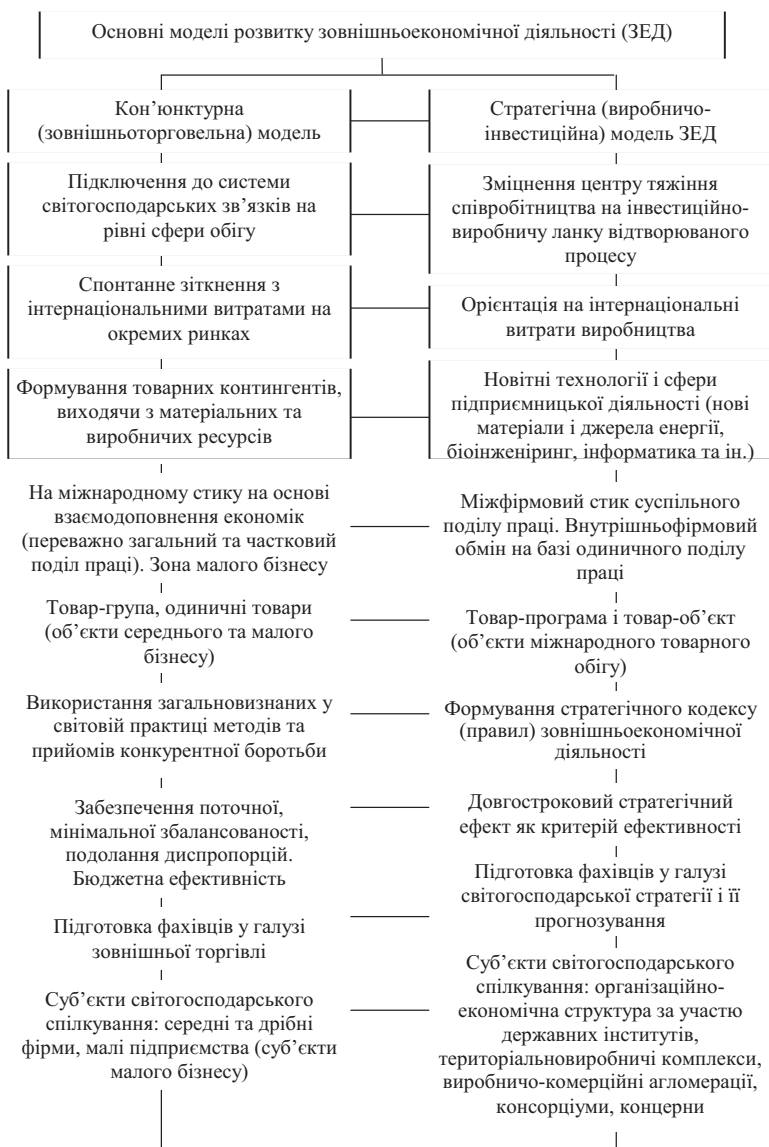 Основні моделі розвитку зовнішньоекономічної діяльності (ЗЕД)
Кон’юнктурна
(зовнішньоторговельна) модель
Стратегічна (виробничо-
інвестиційна) модель ЗЕД
Підключення до системи
світогосподарських зв’язків на
рівні сфери обігу
Зміцнення центру тяжіння
співробітництва на інвестиційно-
виробничу ланку відтворюваного
процесу
Спонтанне зіткнення з
інтернаціональними витратами на
окремих ринках
Орієнтація на інтернаціональні
витрати виробництва
Формування товарних контингентів,
виходячи з матеріальних та
виробничих ресурсів
Новітні технології і сфери
підприємницької діяльності (нові
матеріали і джерела енергії,
біоінженіринг, інформатика та ін.)
На міжнародному стику на основі
взаємодоповнення економік
(переважно загальний та частковий
поділ праці). Зона малого бізнесу
Міжфірмовий стик суспільного
поділу праці. Внутрішньофірмовий
обмін на базі одиничного поділу
праці
Товар-група, одиничні товари
(об’єкти середнього та малого
бізнесу)
Товар-програма і товар-об’єкт
(об’єкти міжнародного товарного
обігу)
Використання загальновизнаних у
світовій практиці методів та
прийомів конкурентної боротьби
Формування стратегічного кодексу
(правил) зовнішньоекономічної
діяльності
Забезпечення поточної,
мінімальної збалансованості,
подолання диспропорцій.
Бюджетна ефективність
Довгостроковий стратегічний
ефект як критерій ефективності
Підготовка фахівців у галузі
зовнішньої торгівлі
Підготовка фахівців у галузі
світогосподарської стратегії і її
прогнозування
Суб’єкти світогосподарського
спілкування: середні та дрібні
фірми, малі підприємства (суб’єкти
малого бізнесу)
Суб’єкти світогосподарського
спілкування: організаційно-
економічна структура за участю
державних інститутів,
територіальновиробничі комплекси,
виробничо-комерційні агломерації,
консорціуми, концерни